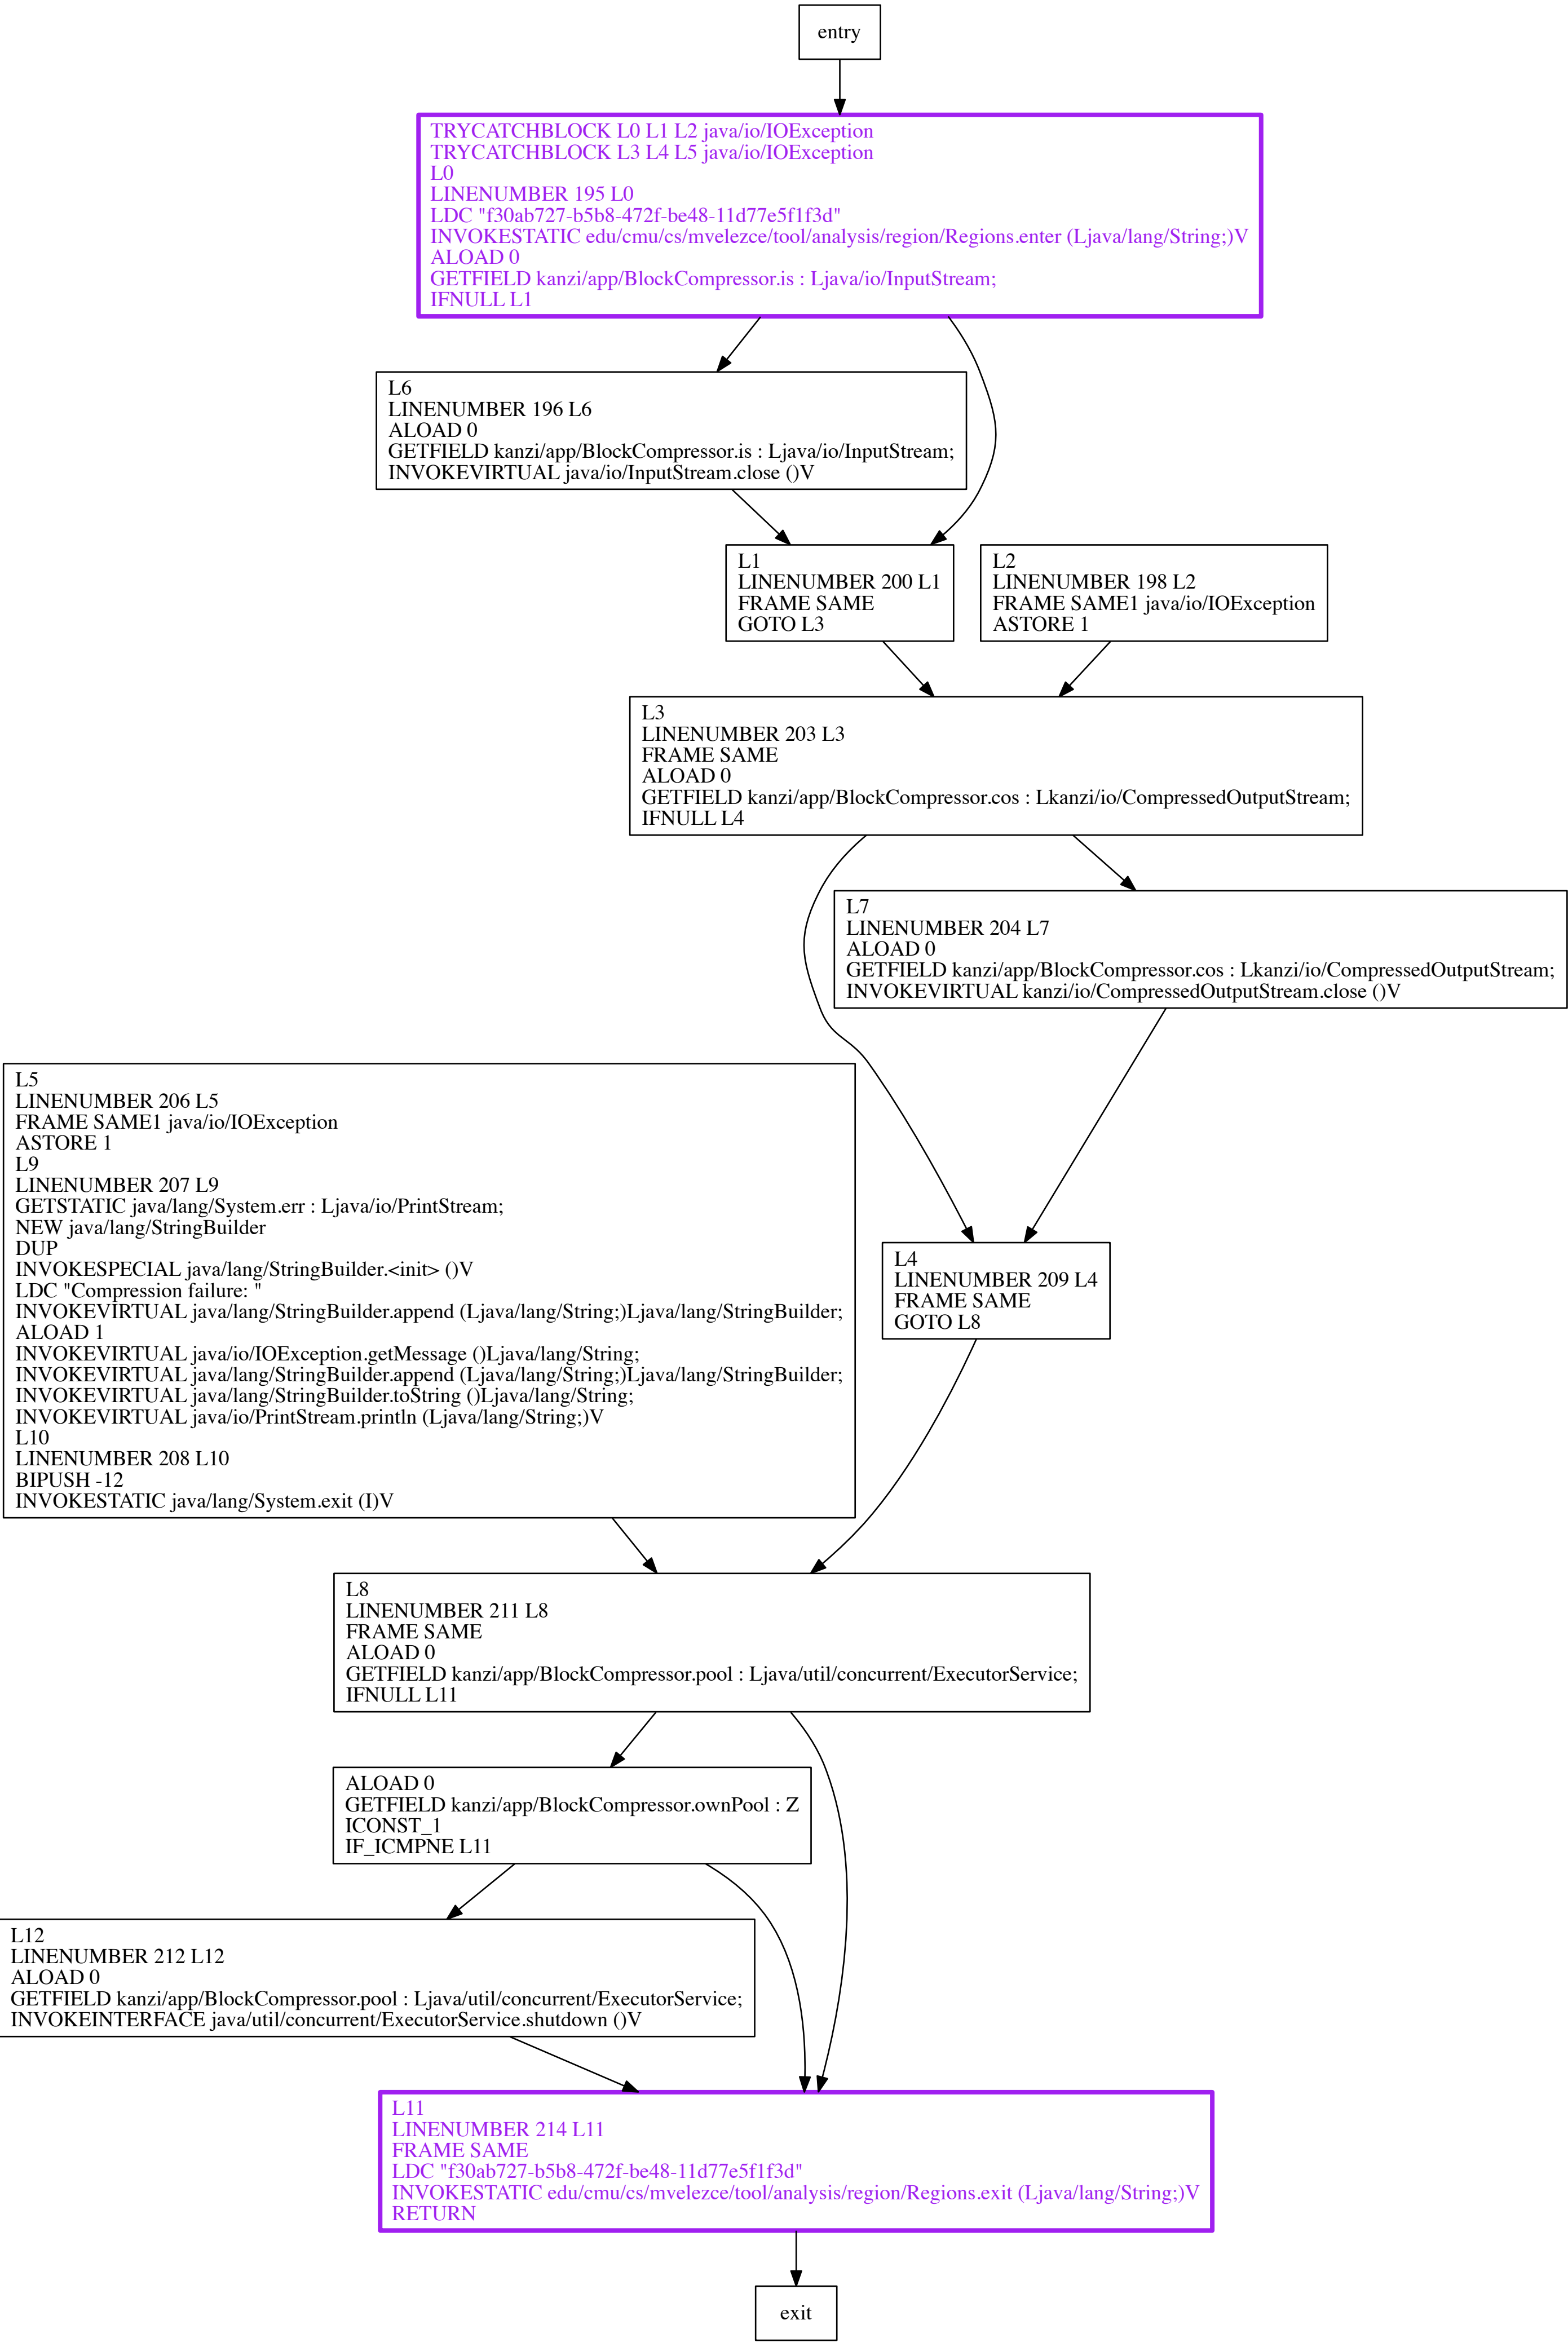 entry
TRYCATCHBLOCK L0 L1 L2 java/io/IOException
TRYCATCHBLOCK L3 L4 L5 java/io/IOException
L0
LINENUMBER 195 L0
LDC "f30ab727-b5b8-472f-be48-11d77e5f1f3d"
INVOKESTATIC edu/cmu/cs/mvelezce/tool/analysis/region/Regions.enter (Ljava/lang/String;)V
ALOAD 0
GETFIELD kanzi/app/BlockCompressor.is : Ljava/io/InputStream;
IFNULL L1
L6
LINENUMBER 196 L6
ALOAD 0
GETFIELD kanzi/app/BlockCompressor.is : Ljava/io/InputStream;
INVOKEVIRTUAL java/io/InputStream.close ()V
L1
LINENUMBER 200 L1
FRAME SAME
GOTO L3
L2
LINENUMBER 198 L2
FRAME SAME1 java/io/IOException
ASTORE 1
L3
LINENUMBER 203 L3
FRAME SAME
ALOAD 0
GETFIELD kanzi/app/BlockCompressor.cos : Lkanzi/io/CompressedOutputStream;
IFNULL L4
L7
LINENUMBER 204 L7
ALOAD 0
GETFIELD kanzi/app/BlockCompressor.cos : Lkanzi/io/CompressedOutputStream;
INVOKEVIRTUAL kanzi/io/CompressedOutputStream.close ()V
L5
LINENUMBER 206 L5
FRAME SAME1 java/io/IOException
ASTORE 1
L9
LINENUMBER 207 L9
GETSTATIC java/lang/System.err : Ljava/io/PrintStream;
NEW java/lang/StringBuilder
DUP
INVOKESPECIAL java/lang/StringBuilder.<init> ()V
LDC "Compression failure: "
INVOKEVIRTUAL java/lang/StringBuilder.append (Ljava/lang/String;)Ljava/lang/StringBuilder;
ALOAD 1
INVOKEVIRTUAL java/io/IOException.getMessage ()Ljava/lang/String;
INVOKEVIRTUAL java/lang/StringBuilder.append (Ljava/lang/String;)Ljava/lang/StringBuilder;
INVOKEVIRTUAL java/lang/StringBuilder.toString ()Ljava/lang/String;
INVOKEVIRTUAL java/io/PrintStream.println (Ljava/lang/String;)V
L10
LINENUMBER 208 L10
BIPUSH -12
INVOKESTATIC java/lang/System.exit (I)V
L4
LINENUMBER 209 L4
FRAME SAME
GOTO L8
L8
LINENUMBER 211 L8
FRAME SAME
ALOAD 0
GETFIELD kanzi/app/BlockCompressor.pool : Ljava/util/concurrent/ExecutorService;
IFNULL L11
ALOAD 0
GETFIELD kanzi/app/BlockCompressor.ownPool : Z
ICONST_1
IF_ICMPNE L11
L12
LINENUMBER 212 L12
ALOAD 0
GETFIELD kanzi/app/BlockCompressor.pool : Ljava/util/concurrent/ExecutorService;
INVOKEINTERFACE java/util/concurrent/ExecutorService.shutdown ()V
L11
LINENUMBER 214 L11
FRAME SAME
LDC "f30ab727-b5b8-472f-be48-11d77e5f1f3d"
INVOKESTATIC edu/cmu/cs/mvelezce/tool/analysis/region/Regions.exit (Ljava/lang/String;)V
RETURN
exit